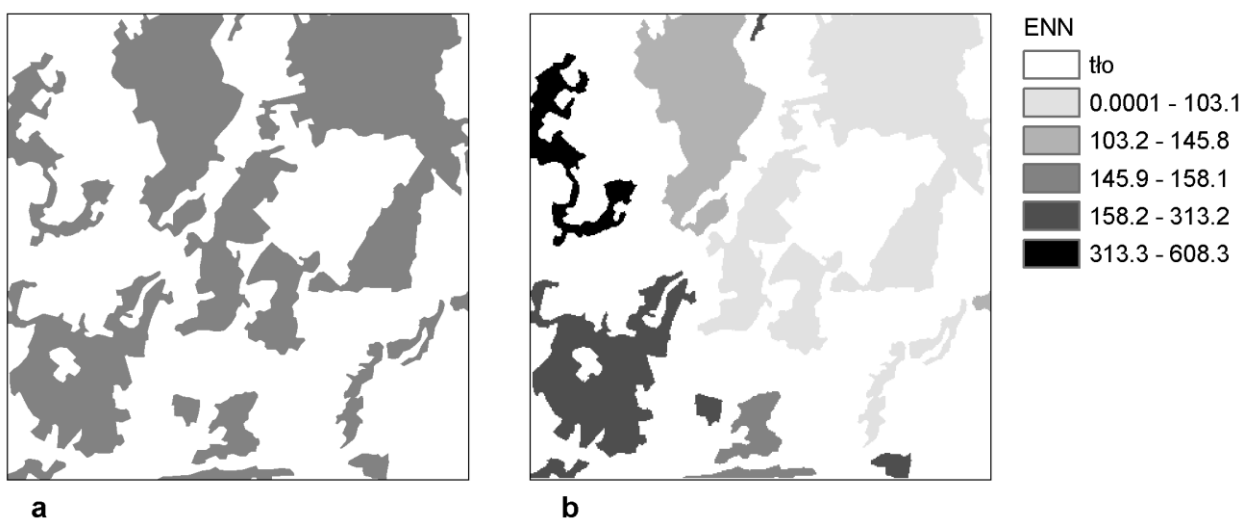 ENN
tło
0.0001 - 103.1
103.2 - 145.8
145.9 - 158.1
158.2 - 313.2
313.3 - 608.3
a
b